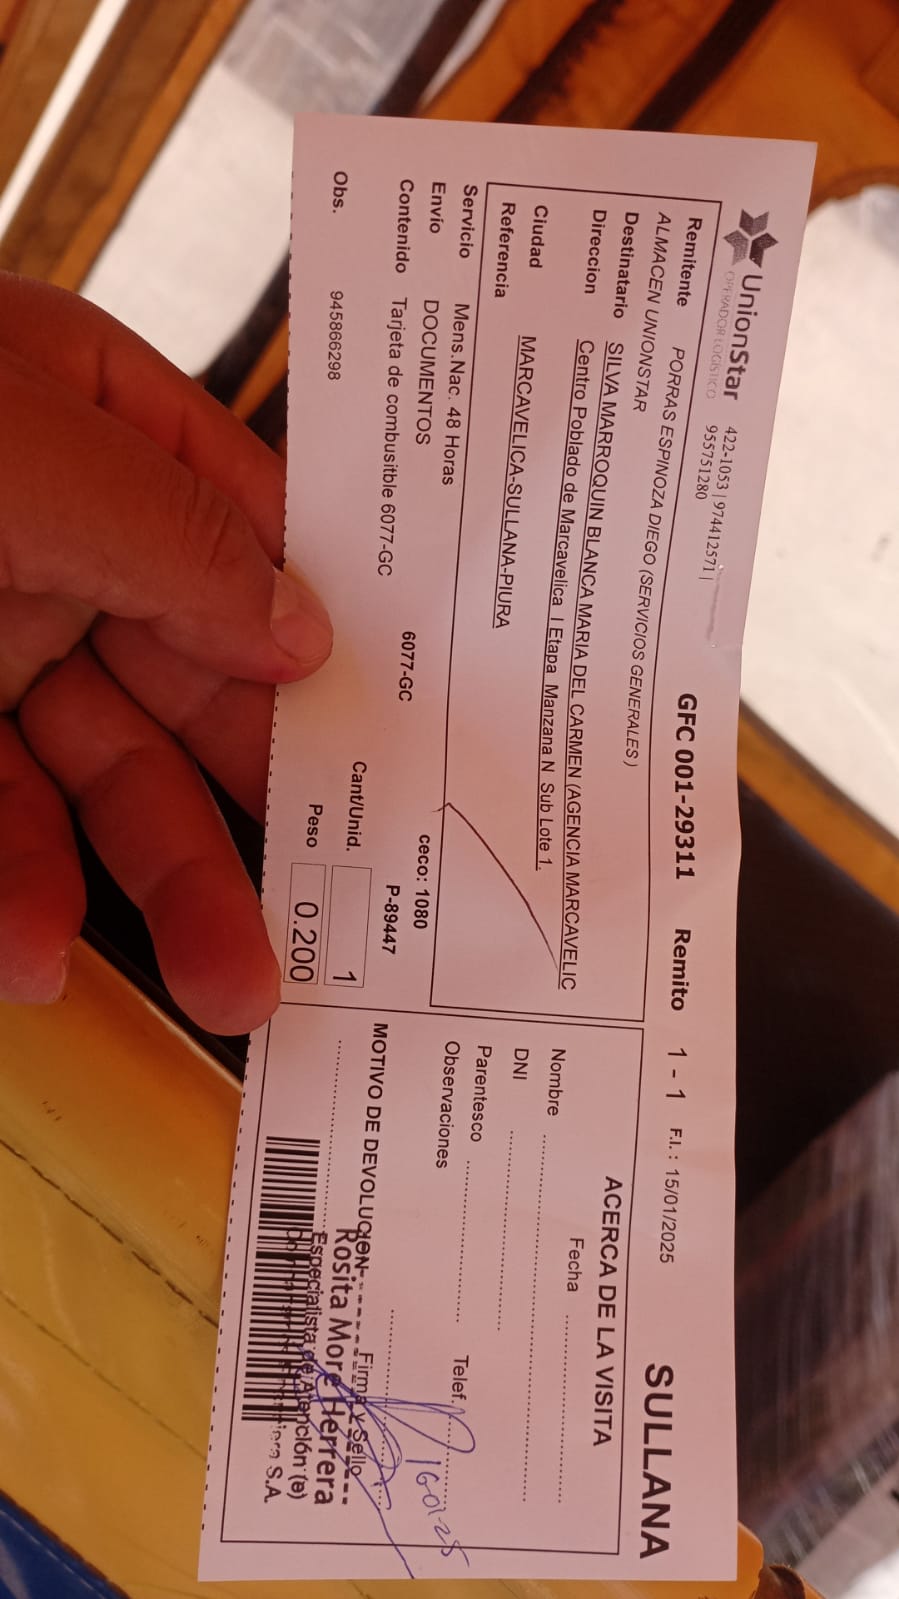 UnionStar
OPERADOR LOGÍSTICO
422-1053 | 974412571 |
955751280
GFC 001-29311 Remito 1 - 1 F.I. : 15/01/2025 SULLANA
Remitente PORRAS ESPINOZA DIEGO (SERVICIOS GENERALES )
ALMACEN UNIONSTAR
Destinatario SILVA MARROQUIN BLANCA MARIA DEL CARMEN (AGENCIA MARCAVELIC
Direccion Centro Poblado de Marcavelica I Etapa Manzana N Sub Lote 1.
Ciudad MARCAVELICA-SULLANA-PIURA
Referencia
Servicio Mens.Nac. 48 Horas
Envío DOCUMENTOS
ceco: 1080
Contenido Tarjeta de combusitble 6077-GC 6077-GC P-89447
Obs. 945866298
Cant/Unid. 1
Peso 0.200
ACERCA DE LA VISITA
Fecha
Nombre
DNI
Parentesco Telef.
Observaciones
16-01-25
MOTIVO DE DEVOLUCION
Firma y Sello
Rosita More Herrera
Especialista de Atención (e)
S.A.